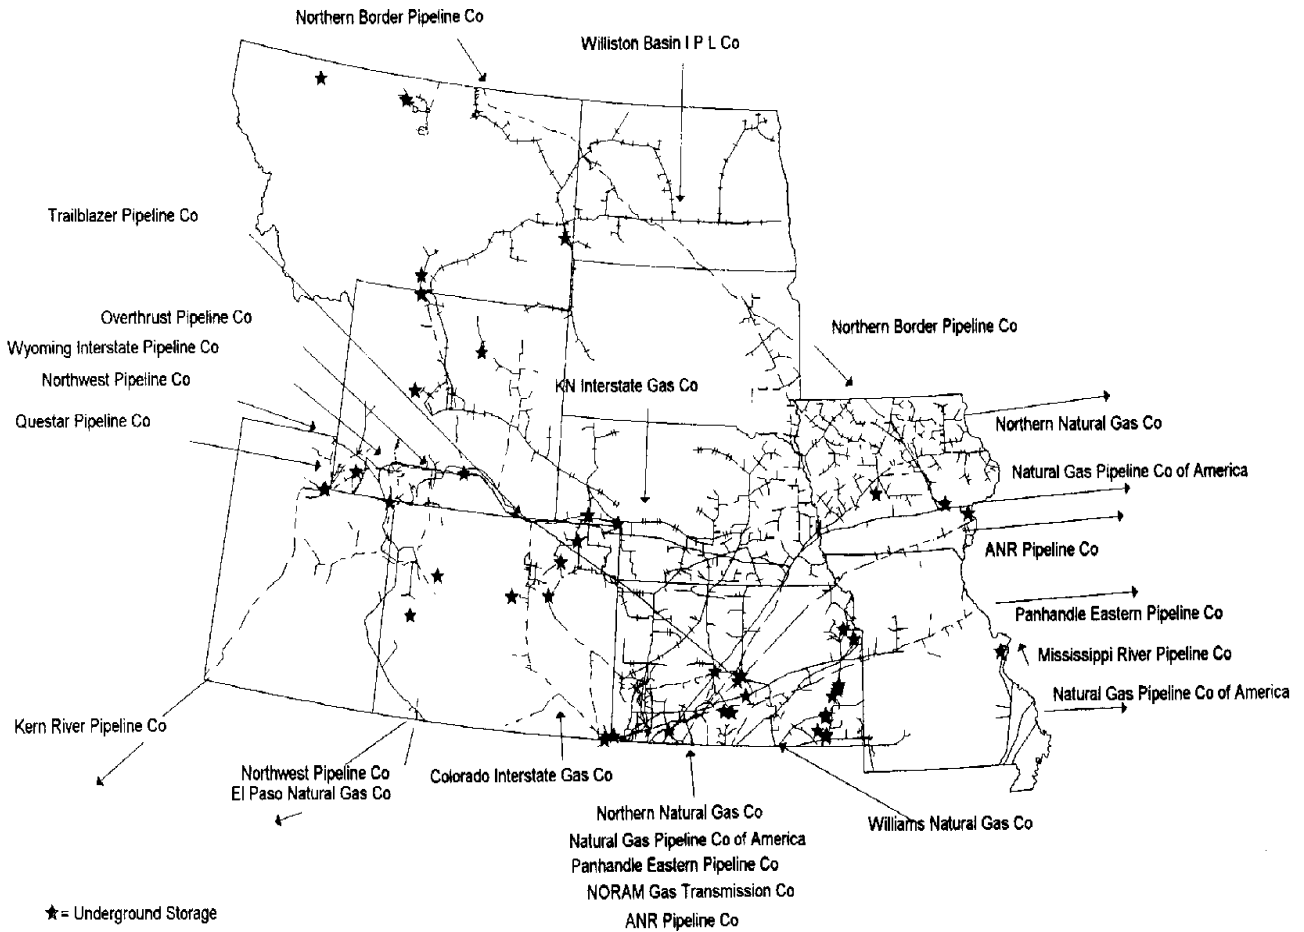 Northern Border Pipeline Co
Williston Basin I P L Co
Trailblazer Pipeline Co
Overthrust Pipeline Co
Northern Border Pipeline Co
Wyoming Interstate Pipeline Co
Northwest Pipeline Co
KN Interstate Gas Co
Questar Pipeline Co
Northern Natural Gas Co
Natural Gas Pipeline Co of America
ANR Pipeline Co
Panhandle Eastern Pipeline Co
Mississippi River Pipeline Co
Natural Gas Pipeline Co of America
Kern River Pipeline Co
Northwest Pipeline Co
El Paso Natural Gas Co
Colorado Interstate Gas Co
Northern Natural Gas Co
Williams Natural Gas Co
Natural Gas Pipeline Co of America
Panhandle Eastern Pipeline Co
NORAM Gas Transmission Co
ANR Pipeline Co
★= Underground Storage